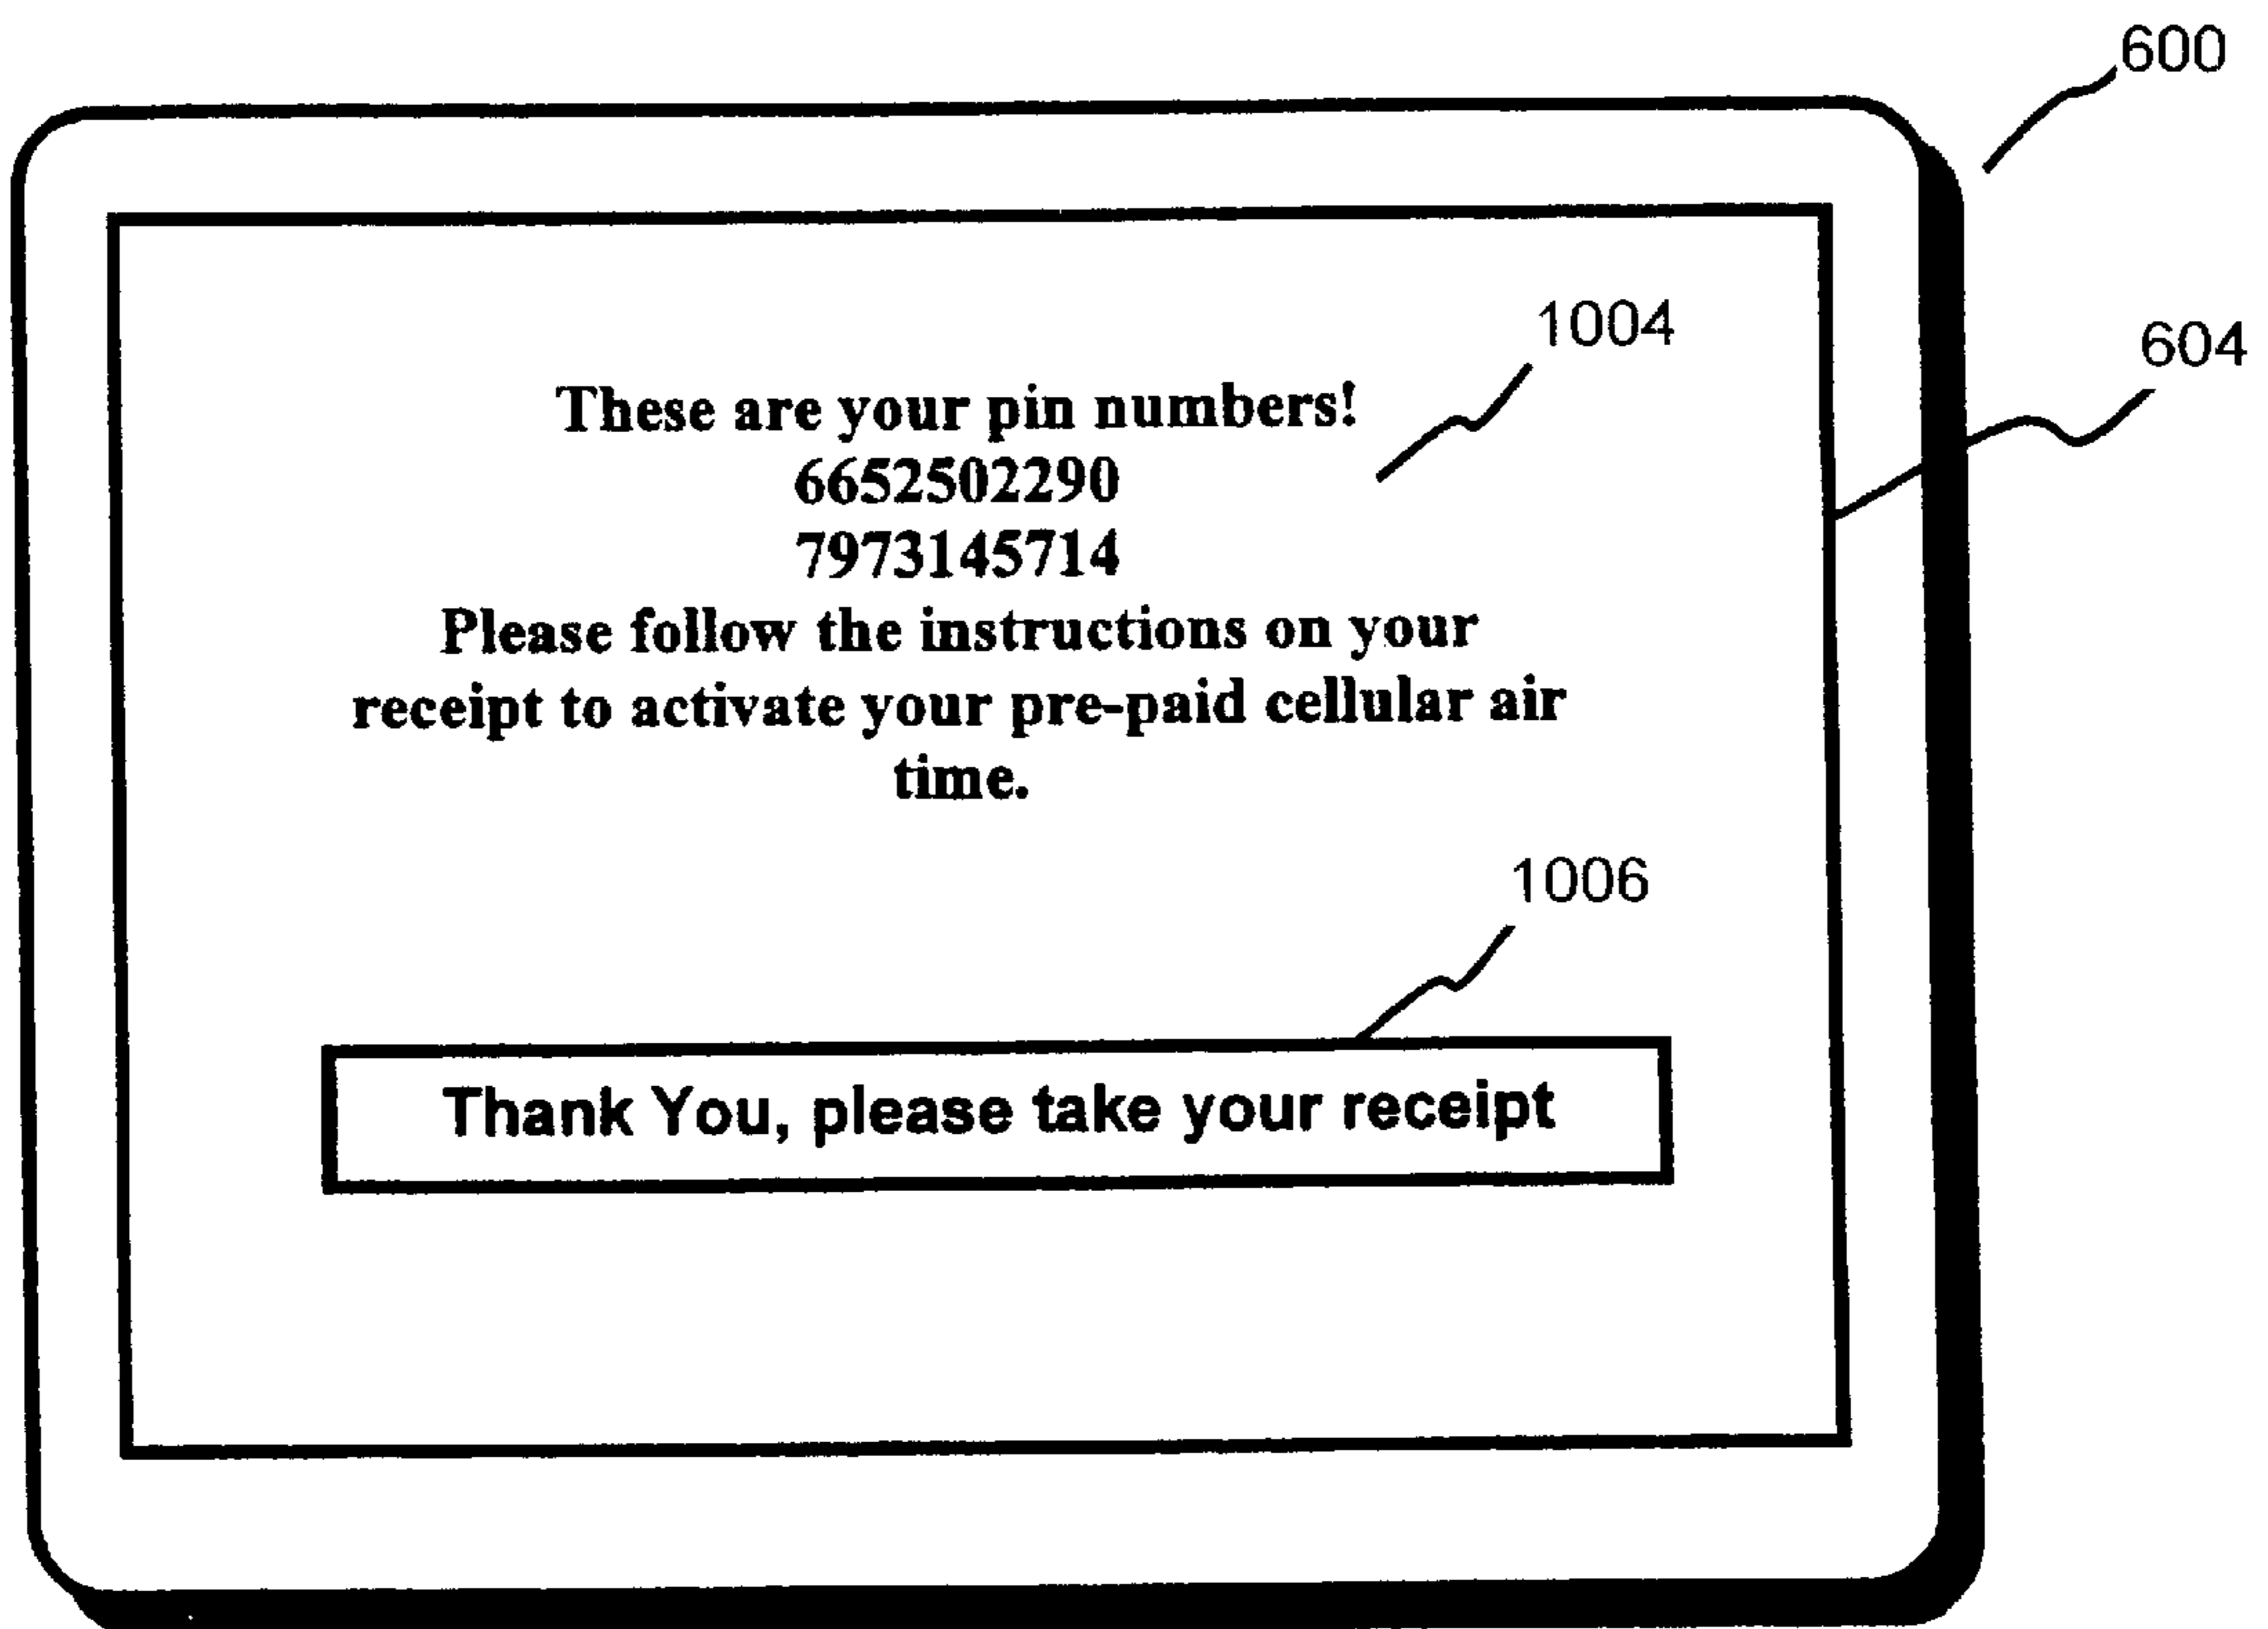 600
1004
604
These are your pin numbers!
6652502290
7973145714
Please follow the instructions on your
receipt to activate your pre-paid cellular air
time.
1006
Thank You, please take your receipt